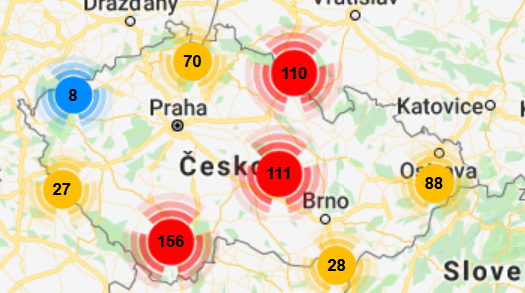 Drážďany
Vratislav
70
110
8
Praha
Katovice
Česko
111
Ostrava
88
27
Brno
156
28
Slove